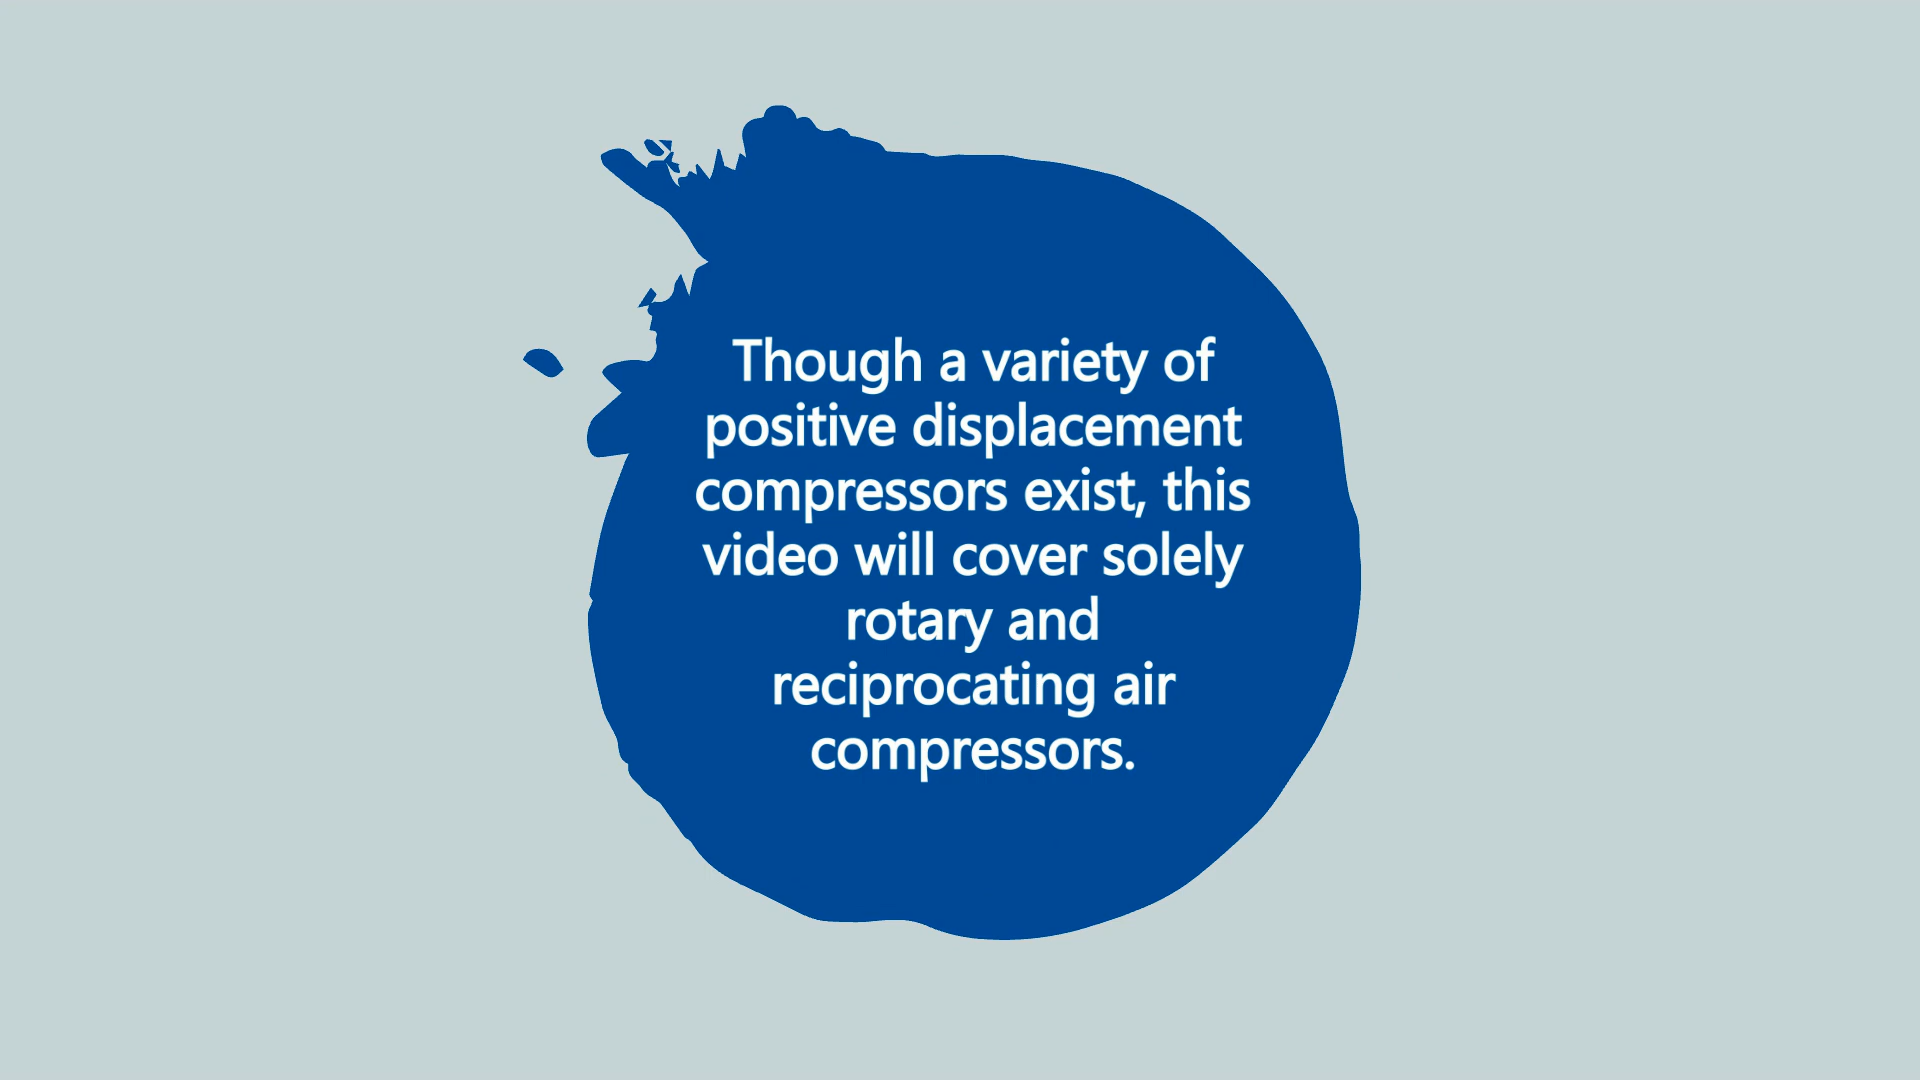 Though a variety of
positive displacement
compressors exist, this
video will cover solely
rotary and
reciprocating air
compressors.